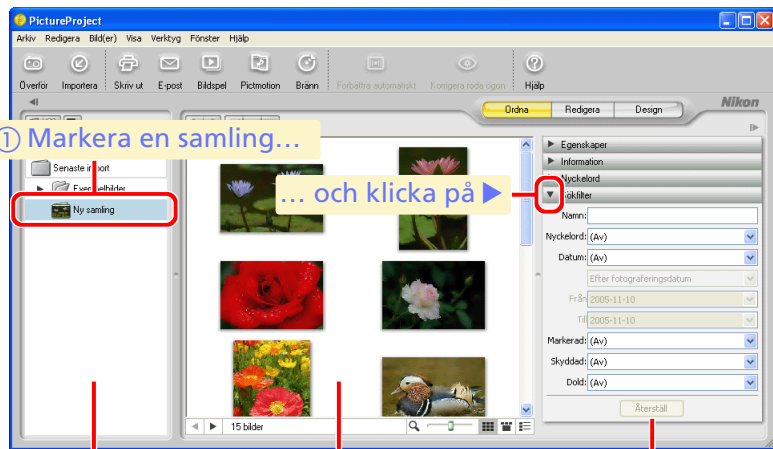 PictureProject
Arkiv Redigera Bild(er) Visa Verktyg Fönster Hjälp
Överför Importera Skriv ut E-post Bildspel Pictmotion Bränn Förbättra automatiskt Korrigera röda ögon Hjälp
Ordna Redigera Design Nikon
① Markera en samling...
Senaste import
Exempelbilder
Ny samling
... och klicka på ▶
Egenskaper
Information
Nyckelord
Sökfilter
Namn:
Nyckelord: (Av)
Datum: (Av)
Efter fotograferingsdatum
Från 2005-11-10
Till 2005-11-10
Markerad: (Av)
Skyddad: (Av)
Dold: (Av)
Återställ
15 bilder